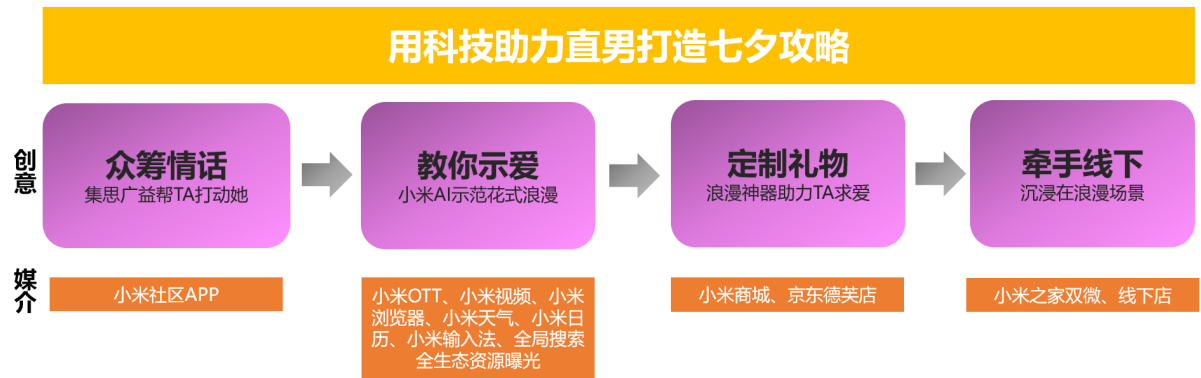 用科技助力直男打造七夕攻略
创意
众筹情话
集思广益帮TA打动她
教你示爱
小米AI示范花式浪漫
定制礼物
浪漫神器助力TA求爱
牵手线下
沉浸在浪漫场景
媒介
小米社区APP
小米OTT、小米视频、小米
浏览器、小米天气、小米日
历、小米输入法、全局搜索
全生态资源曝光
小米商城、京东德芙店
小米之家双微、线下店